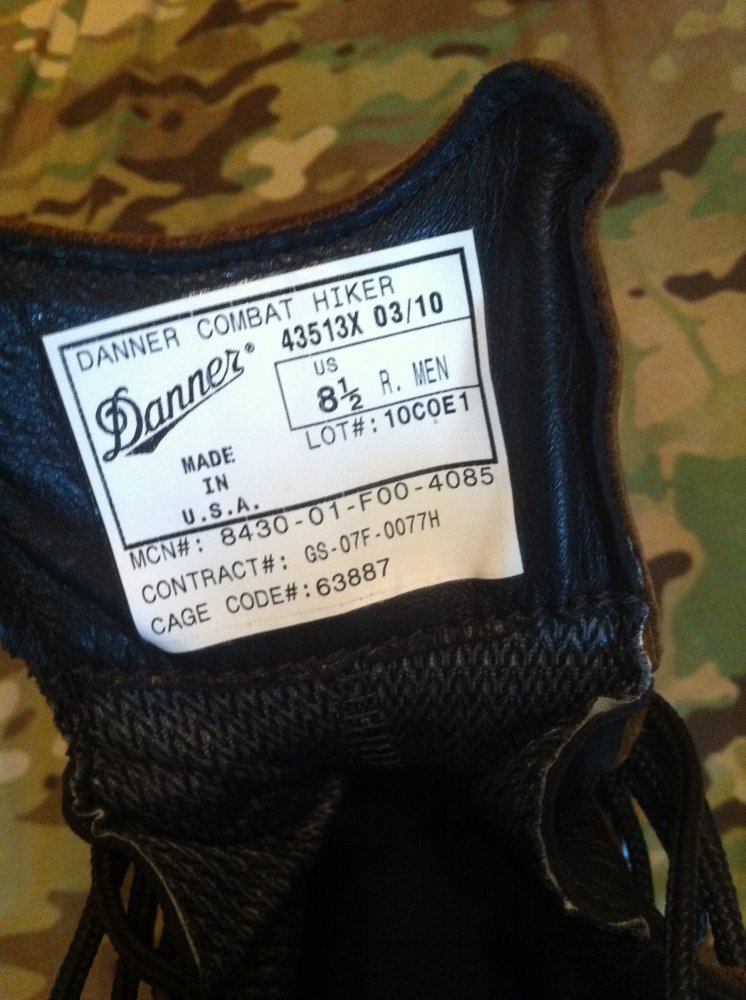 DANNER COMBAT HIKER
Danner®
43513X 03/10
US
8½ R. MEN
LOT#:10COE1
MADE
IN
U.S.A.
MCN#: 8430-01-F00-4085
CONTRACT#: GS-07F-0077H
CAGE CODE#:63887